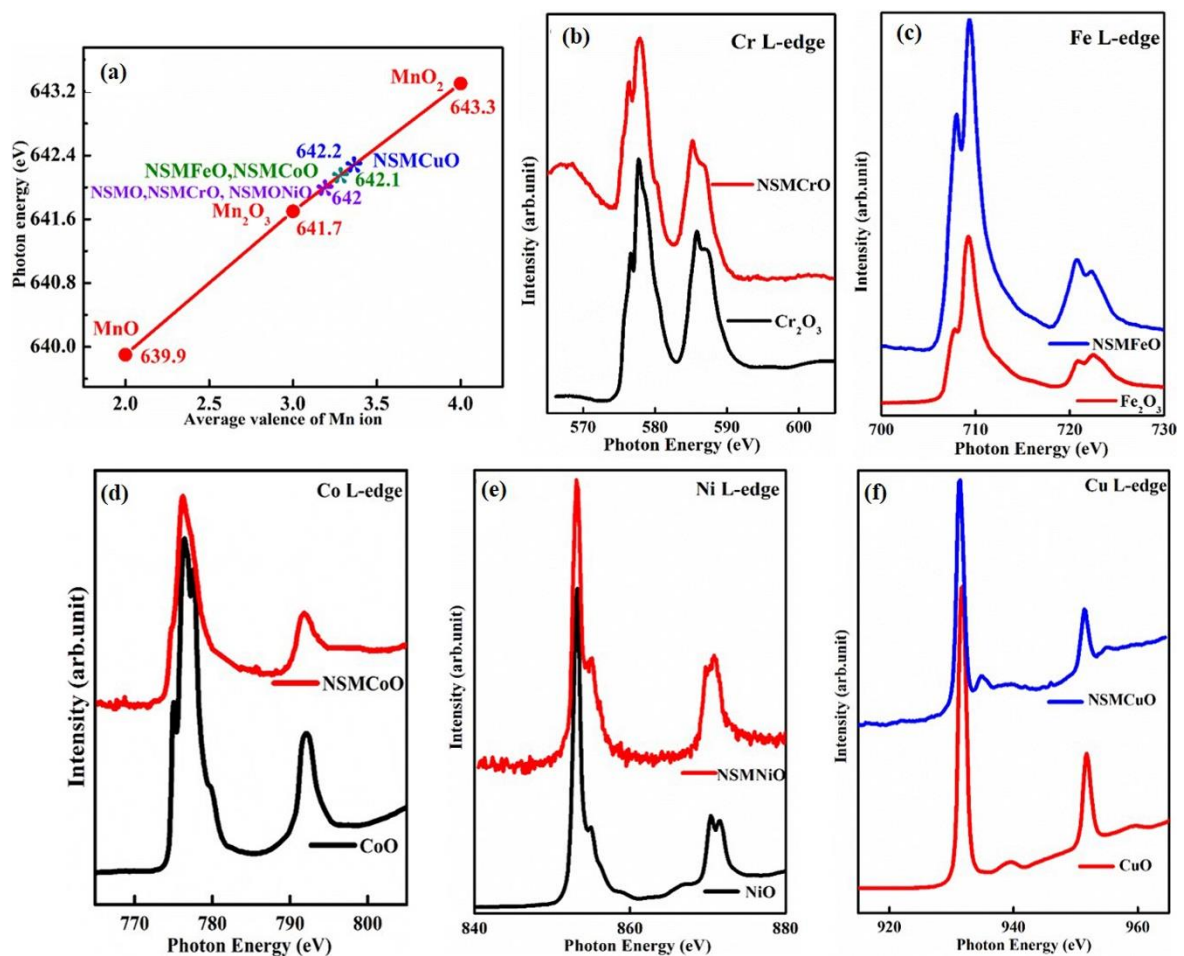 (a)
Photon energy (eV)
643.2
642.4
641.6
640.8
640.0
MnO₂
643.3
642.2
NSMCuO
NSMFeO,NSMCoO
642.1
NSMO,NSMCrO, NSMONiO
642
Mn₂O₃
641.7
MnO
639.9
2.0 2.5 3.0 3.5 4.0
Average valence of Mn ion
(b)
Cr L-edge
Intensity (arb.unit)
NSMCrO
Cr₂O₃
570 580 590 600
Photon Energy (eV)
(c)
Fe L-edge
Intensity (arb.unit)
NSMFeO
Fe₂O₃
700 710 720 730
Photon Energy (eV)
(d)
Co L-edge
Intensity (arb.unit)
NSMCoO
CoO
770 780 790 800
Photon Energy (eV)
(e)
Ni L-edge
Intensity (arb.unit)
NSMNiO
NiO
840 860 880
Photon Energy (eV)
(f)
Cu L-edge
Intensity (arb.unit)
NSMCuO
CuO
920 940 960
Photon Energy (eV)